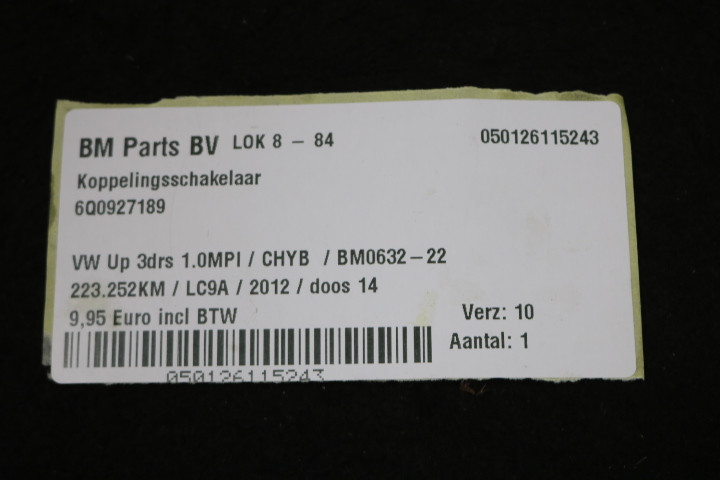 BM Parts BV LOK 8 - 84 050126115243
Koppelingsschakelaar
6Q0927189
VW Up 3drs 1.0MPI / CHYB / BM0632-22
223.252KM / LC9A / 2012 / doos 14
9,95 Euro incl BTW Verz: 10
Aantal: 1
050126115243